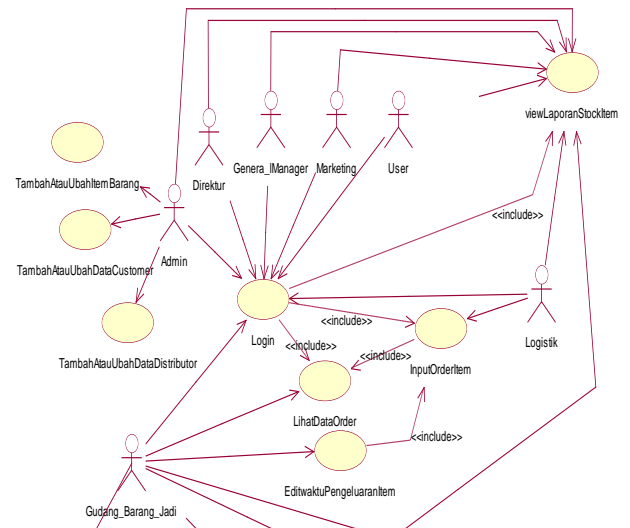 viewLaporanStockItem
Genera_lManager
Marketing
User
TambahAtauUbahItemBarang
Direktur
<<include>>
Admin
TambahAtauUbahDataCustomer
<<include>>
Login
<<include>>
Logistik
<<include>>
InputOrderItem
TambahAtauUbahDataDistributor
LihatDataOrder
<<include>>
EditwaktuPengeluaranItem
Gudang_Barang_Jadi